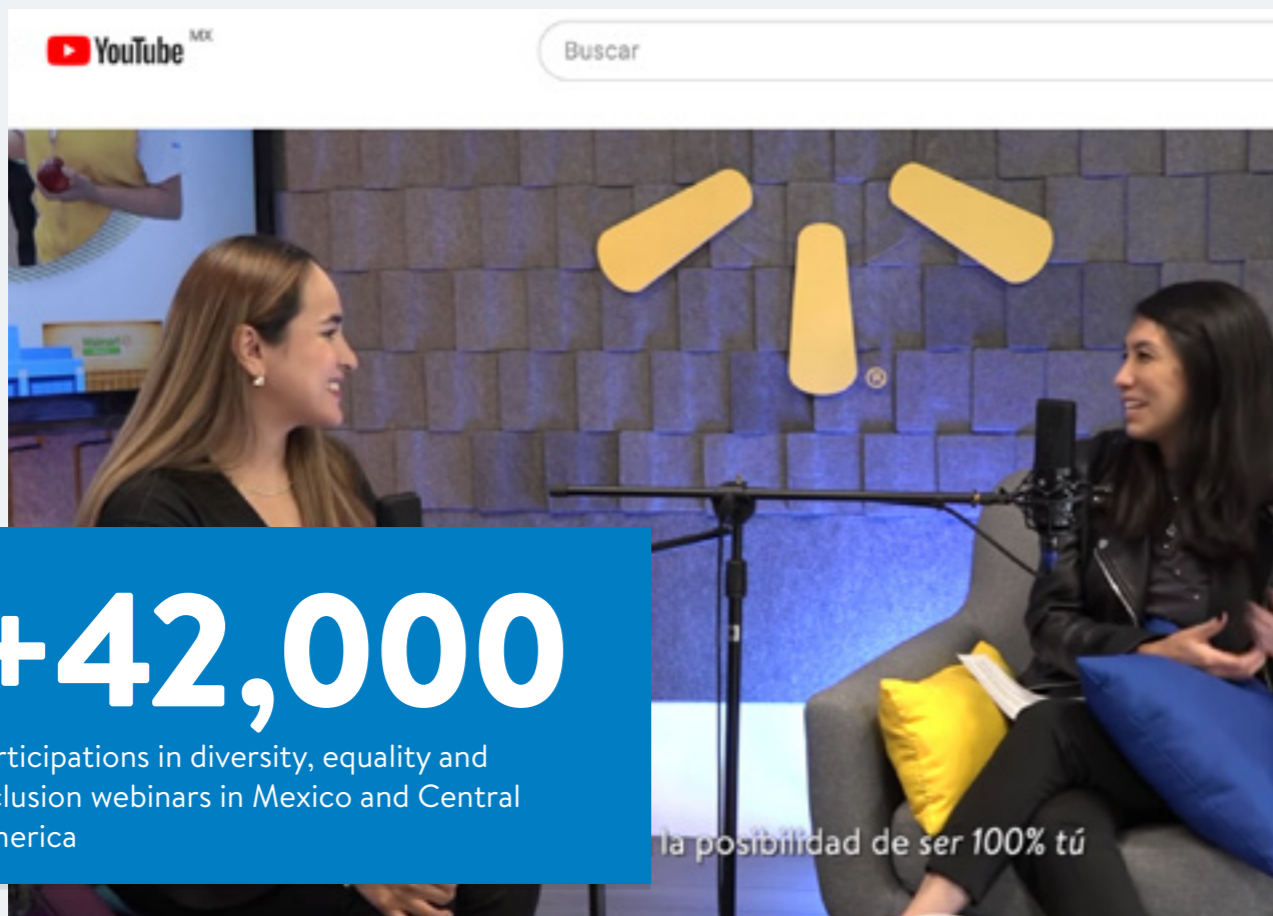 YouTube MX
Buscar
Walmart
®
+42,000
rticipations in diversity, equality and
clusion webinars in Mexico and Central
merica
la posibilidad de ser 100% tú